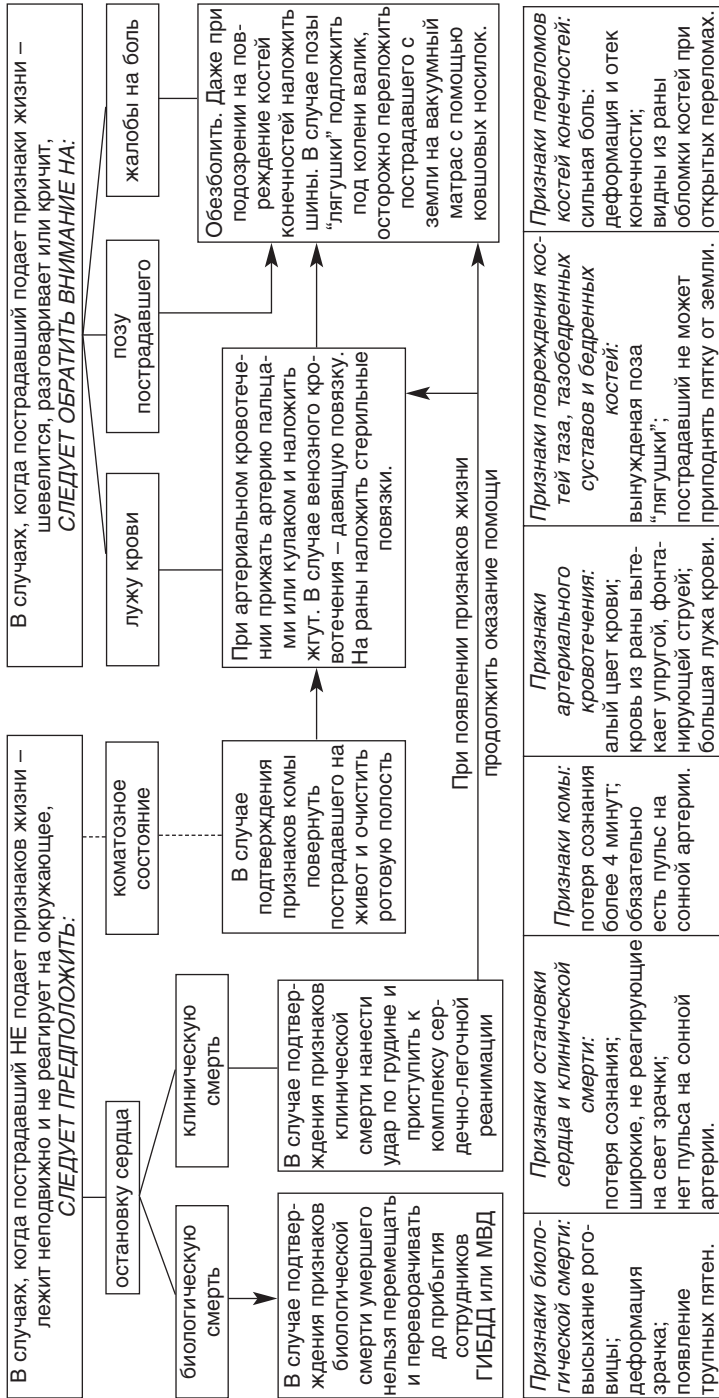 В случаях, когда пострадавший НЕ подает признаков жизни –
лежит неподвижно и не реагирует на окружающее,
СЛЕДУЕТ ПРЕДПОЛОЖИТЬ:
остановку сердца
коматозное
состояние
биологическую
смерть
клиническую
смерть
В случае подтвер-
ждения признаков
биологической
смерти умершего
нельзя перемещать
и переворачивать
до прибытия
сотрудников
ГИБДД или МВД
В случае подтвер-
ждения признаков
клинической
смерти нанести
удар по грудине и
приступить к
комплексу сер-
дечно-легочной
реанимации
В случае
подтверждения
признаков комы
повернуть
пострадавшего на
живот и очистить
ротовую полость
В случаях, когда пострадавший подает признаки жизни –
шевелится, разговаривает или кричит,
СЛЕДУЕТ ОБРАТИТЬ ВНИМАНИЕ НА:
лужу крови
позу
пострадавшего
жалобы на боль
При артериальном кровотече-
нии прижать артерию пальца-
ми или кулаком и наложить
жгут. В случае венозного кро-
вотечения – давящую повязку.
На раны наложить стерильные
повязки.
Обезболить. Даже при
подозрении на пов-
реждение костей
конечностей наложить
шины. В случае позы
“лягушки” подложить
под колени валик,
осторожно переложить
пострадавшего с
земли на вакуумный
матрас с помощью
ковшовых носилок.
При появлении признаков жизни
продолжить оказание помощи
Признаки биоло-
гической смерти:
высыхание рого-
вицы;
деформация
зрачка;
появление
трупных пятен.
Признаки остановки
сердца и клинической
смерти:
потеря сознания;
широкие, не реагирующие
на свет зрачки;
нет пульса на сонной
артерии.
Признаки комы:
потеря сознания
более 4 минут;
обязательно
есть пульс на
сонной артерии.
Признаки
артериального
кровотечения:
алый цвет крови;
кровь из раны выте-
кает упругой, фонта-
нирующей струей;
большая лужа крови.
Признаки повреждения кос-
тей таза, тазобедренных
суставов и бедренных
костей:
вынужденая поза
“лягушки”;
пострадавший не может
приподнять пятку от земли.
Признаки переломов
костей конечностей:
сильная боль:
деформация и отек
конечности;
видны из раны
обломки костей при
открытых переломах.